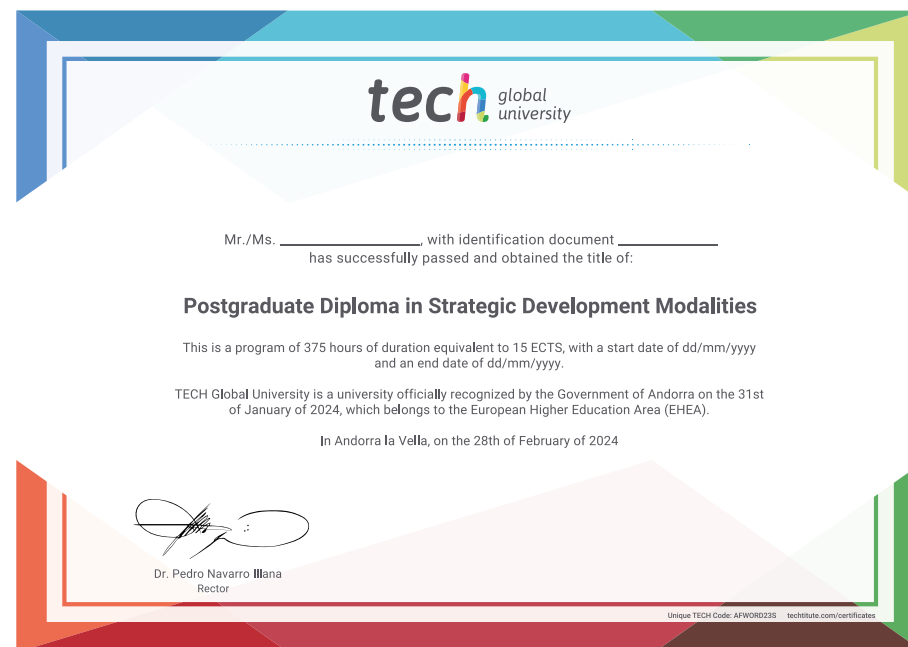 tech global university
Mr./Ms. ____________________, with identification document ______________
has successfully passed and obtained the title of:
Postgraduate Diploma in Strategic Development Modalities
This is a program of 375 hours of duration equivalent to 15 ECTS, with a start date of dd/mm/yyyy
and an end date of dd/mm/yyyy.
TECH Global University is a university officially recognized by the Government of Andorra on the 31st
of January of 2024, which belongs to the European Higher Education Area (EHEA).
In Andorra la Vella, on the 28th of February of 2024
Dr. Pedro Navarro Illana
Rector
Unique TECH Code: AFWORD23S techtitute.com/certificates